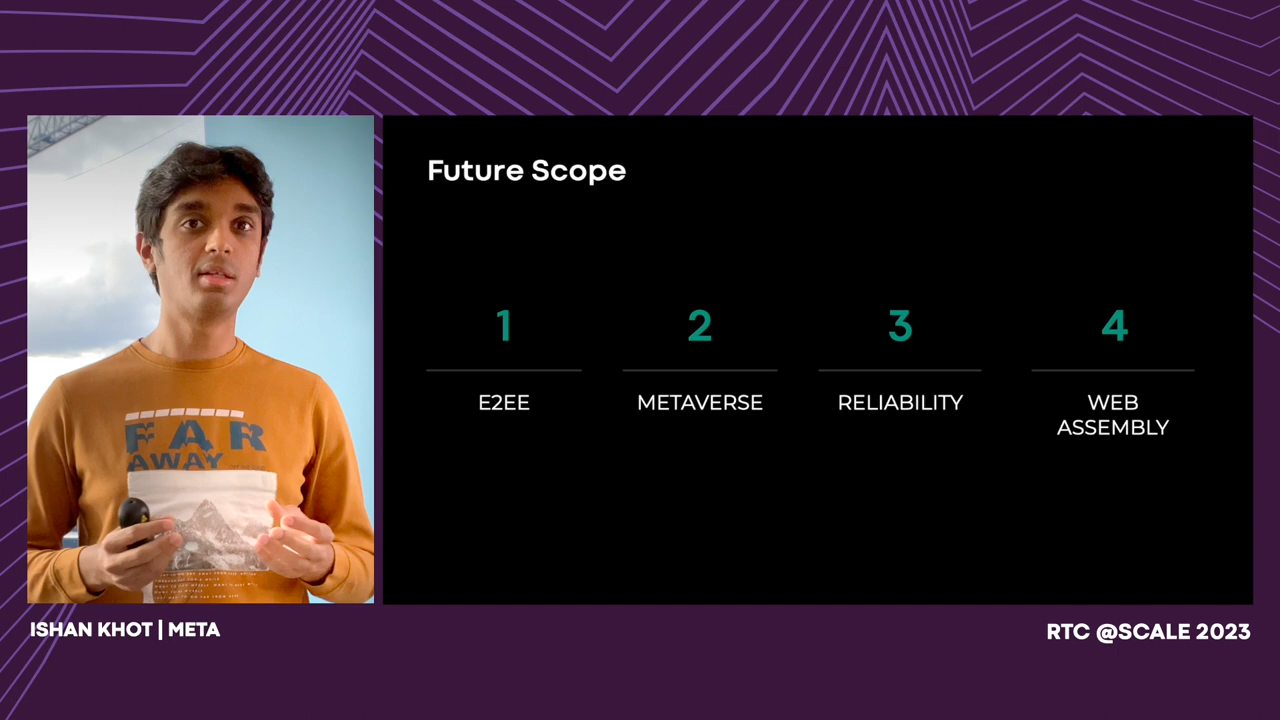 Future Scope
1
2
3
4
E2EE
METAVERSE
RELIABILITY
WEB
ASSEMBLY
FAR
AWAY
ISHAN KHOT | META
RTC @SCALE 2023